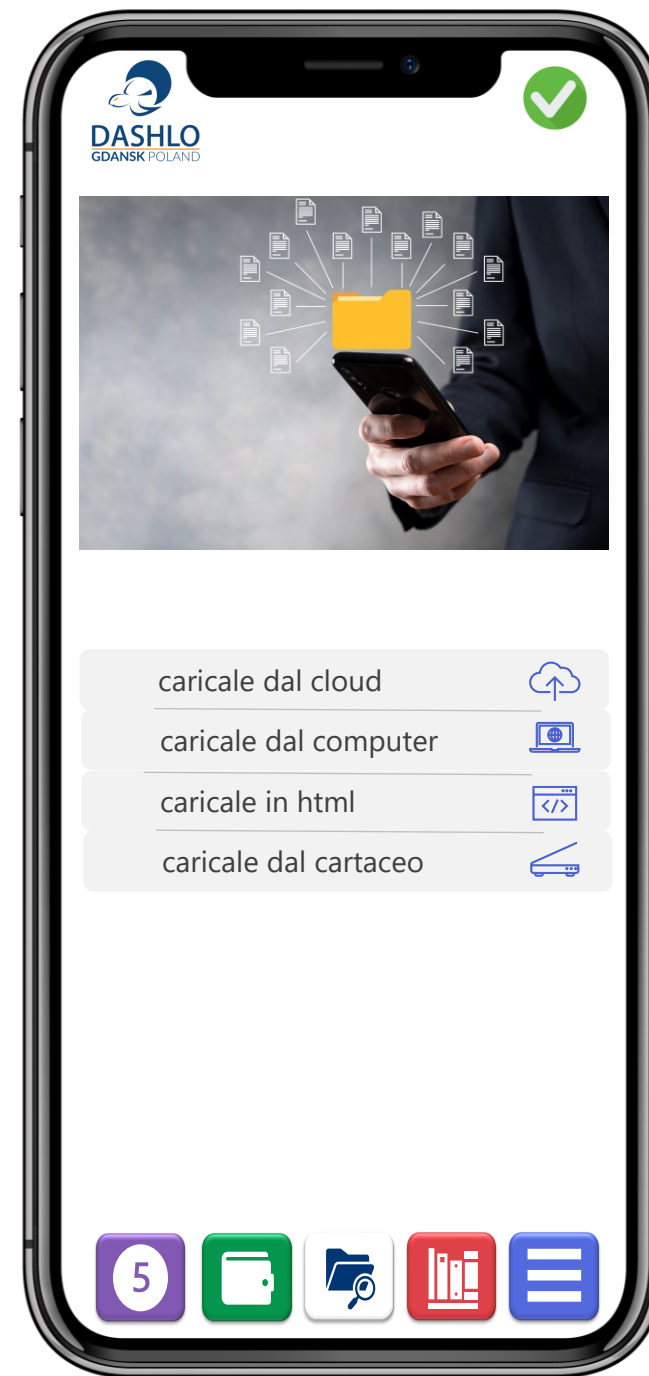 DASHLO
GDANSK POLAND
caricale dal cloud
caricale dal computer
caricale in html
caricale dal cartaceo
5